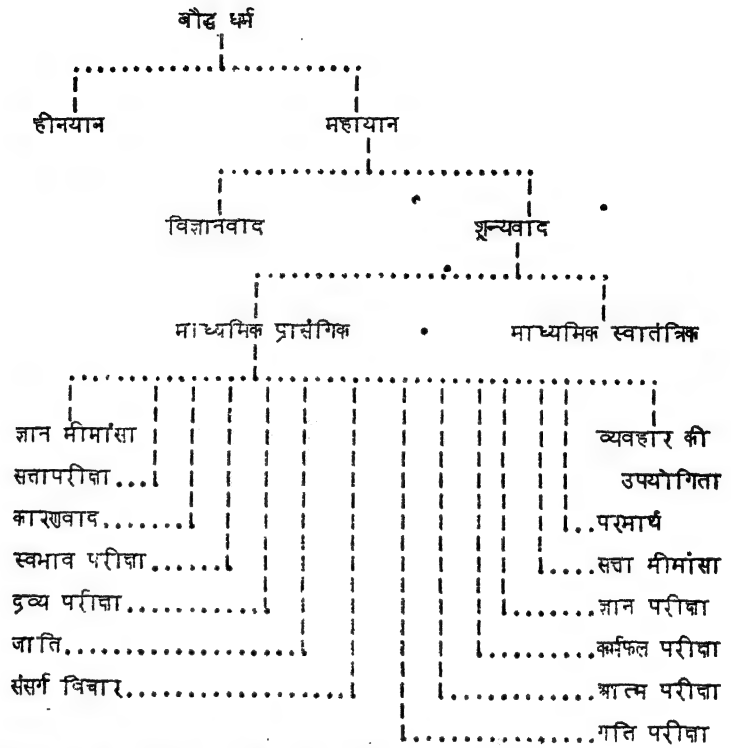 बौद्ध धर्म
हीनयान महायान
विज्ञानवाद शून्यवाद
माध्यमिक प्रासंगिक माध्यमिक स्वातंत्रिक
ज्ञान मीमांसा व्यवहार की
सत्तापरीक्षा.... उपयोगिता
कारणवाद........ ...परमार्थ
स्वभाव परीक्षा........ .....सत्ता मीमांसा
द्रव्य परीक्षा............. .........ज्ञान परीक्षा
जाति...................... ...........कर्मफल परीक्षा
संसर्ग विचार..................... ...............आत्म परीक्षा
...................गति परीक्षा